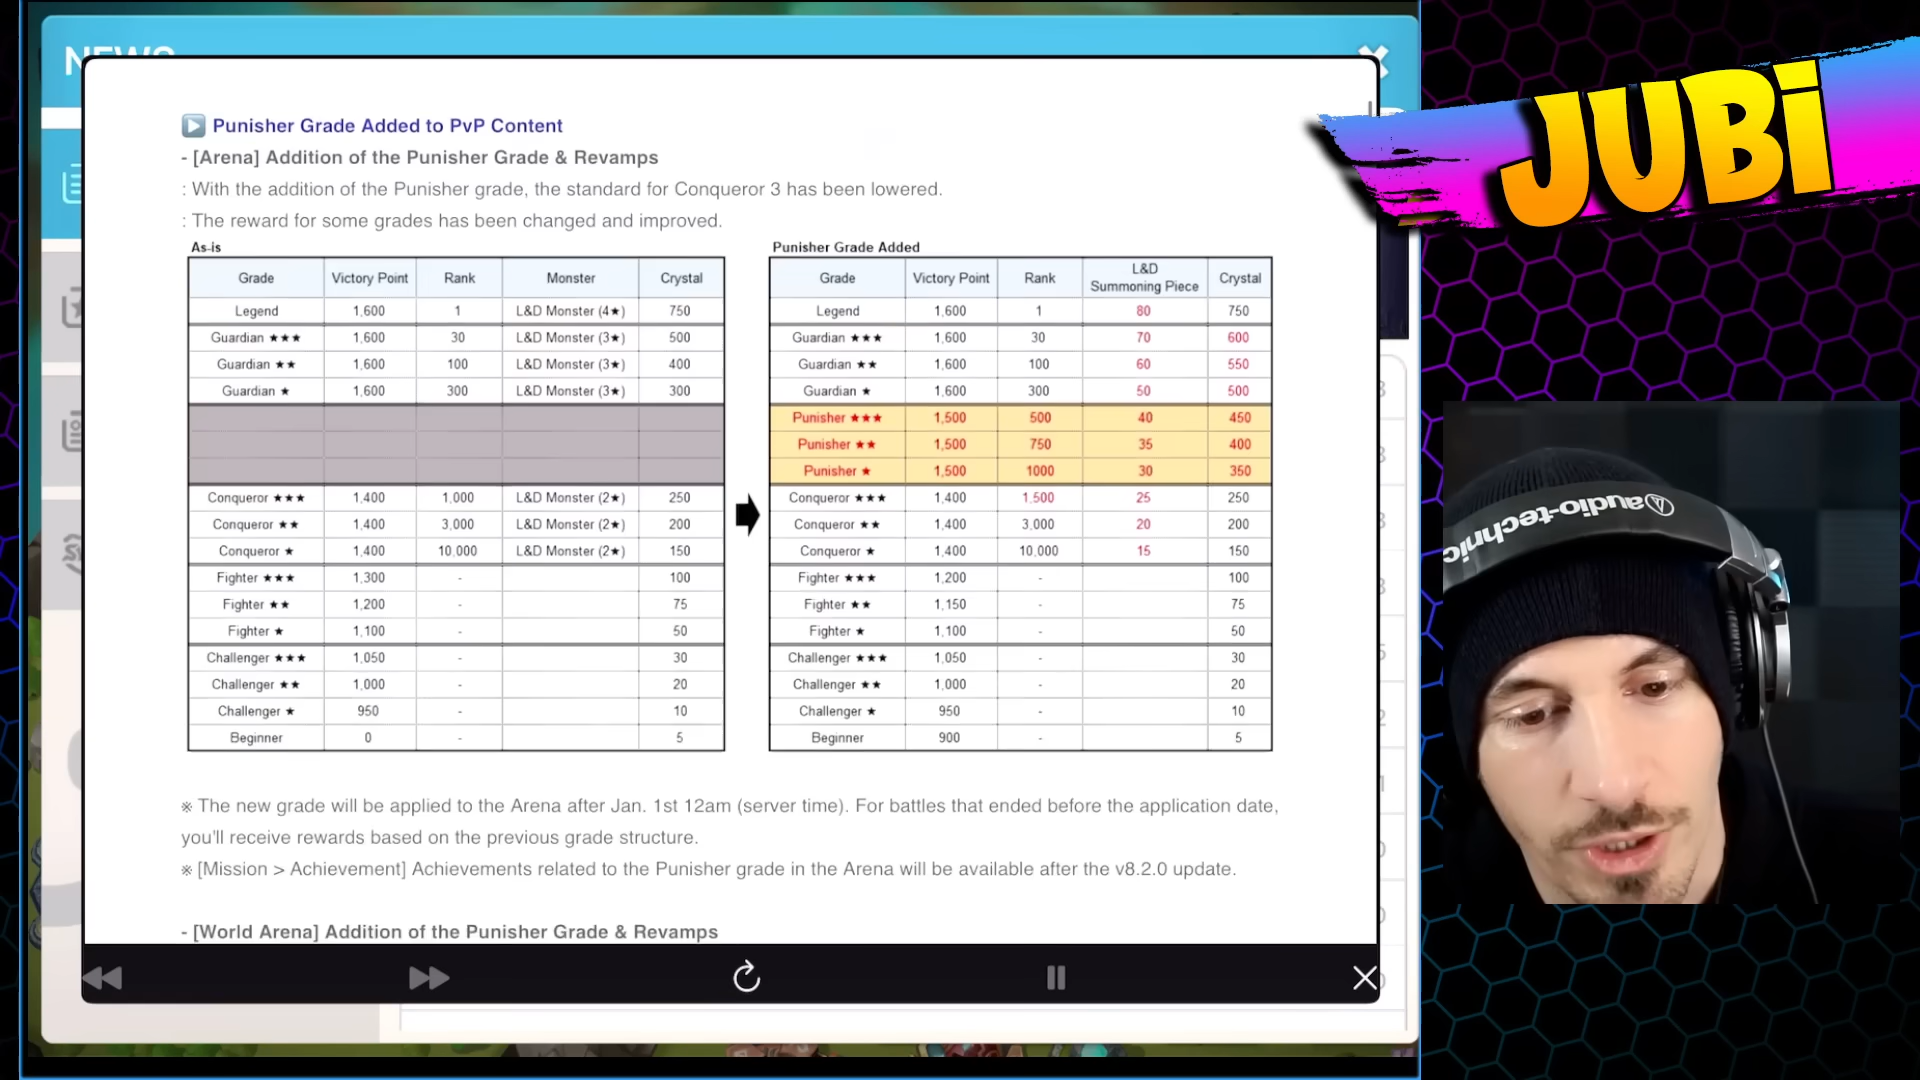 NEWS
JUBi
Punisher Grade Added to PvP Content
- [Arena] Addition of the Punisher Grade & Revamps
: With the addition of the Punisher grade, the standard for Conqueror 3 has been lowered.
: The reward for some grades has been changed and improved.
As-is
Grade Victory Point Rank Monster Crystal
Legend 1,600 1 L&D Monster (4★) 750
Guardian ★★★ 1,600 30 L&D Monster (3★) 500
Guardian ★★ 1,600 100 L&D Monster (3★) 400
Guardian ★ 1,600 300 L&D Monster (3★) 300
Conqueror ★★★ 1,400 1,000 L&D Monster (2★) 250
Conqueror ★★ 1,400 3,000 L&D Monster (2★) 200
Conqueror ★ 1,400 10,000 L&D Monster (2★) 150
Fighter ★★★ 1,300 - 100
Fighter ★★ 1,200 - 75
Fighter ★ 1,100 - 50
Challenger ★★★ 1,050 - 30
Challenger ★★ 1,000 - 20
Challenger ★ 950 - 10
Beginner 0 - 5
Punisher Grade Added
Grade Victory Point Rank L&D Summoning Piece Crystal
Legend 1,600 1 80 750
Guardian ★★★ 1,600 30 70 600
Guardian ★★ 1,600 100 60 550
Guardian ★ 1,600 300 50 500
Punisher ★★★ 1,500 500 40 450
Punisher ★★ 1,500 750 35 400
Punisher ★ 1,500 1000 30 350
Conqueror ★★★ 1,400 1,500 25 250
Conqueror ★★ 1,400 3,000 20 200
Conqueror ★ 1,400 10,000 15 150
Fighter ★★★ 1,200 - 100
Fighter ★★ 1,150 - 75
Fighter ★ 1,100 - 50
Challenger ★★★ 1,050 - 30
Challenger ★★ 1,000 - 20
Challenger ★ 950 - 10
Beginner 900 - 5
※ The new grade will be applied to the Arena after Jan. 1st 12am (server time). For battles that ended before the application date,
you'll receive rewards based on the previous grade structure.
※ [Mission > Achievement] Achievements related to the Punisher grade in the Arena will be available after the v8.2.0 update.
- [World Arena] Addition of the Punisher Grade & Revamps
audio-technic